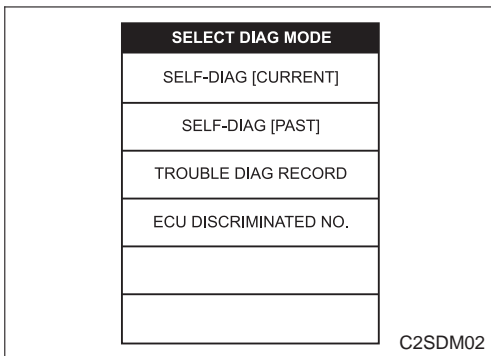 SELECT DIAG MODE
SELF-DIAG [CURRENT]
SELF-DIAG [PAST]
TROUBLE DIAG RECORD
ECU DISCRIMINATED NO.
C2SDM02